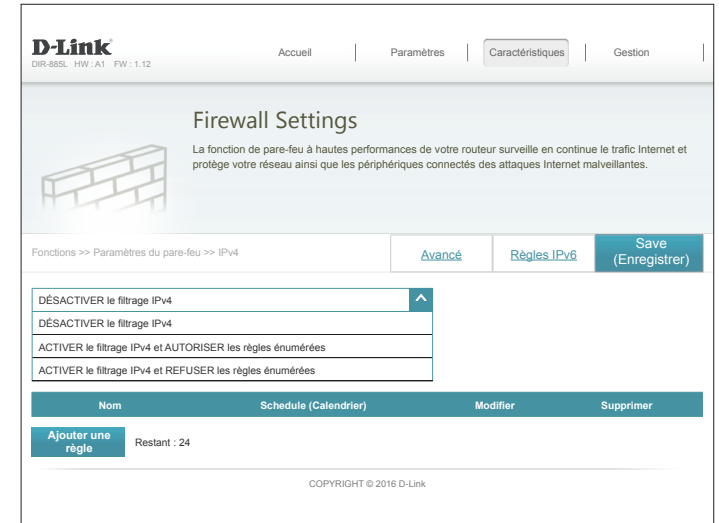 D-Link
DIR-885L HW : A1 FW : 1.12
Accueil
Paramètres
Caractéristiques
Gestion
Firewall Settings
La fonction de pare-feu à hautes performances de votre routeur surveille en continue le trafic Internet et
protège votre réseau ainsi que les périphériques connectés des attaques Internet malveillantes.
Fonctions >> Paramètres du pare-feu >> IPv4
Avancé
Règles IPv6
Save
(Enregistrer)
DÉSACTIVER le filtrage IPv4
DÉSACTIVER le filtrage IPv4
ACTIVER le filtrage IPv4 et AUTORISER les règles énumérées
ACTIVER le filtrage IPv4 et REFUSER les règles énumérées
Nom
Schedule (Calendrier)
Modifier
Supprimer
Ajouter une
règle
Restant : 24
COPYRIGHT © 2016 D-Link